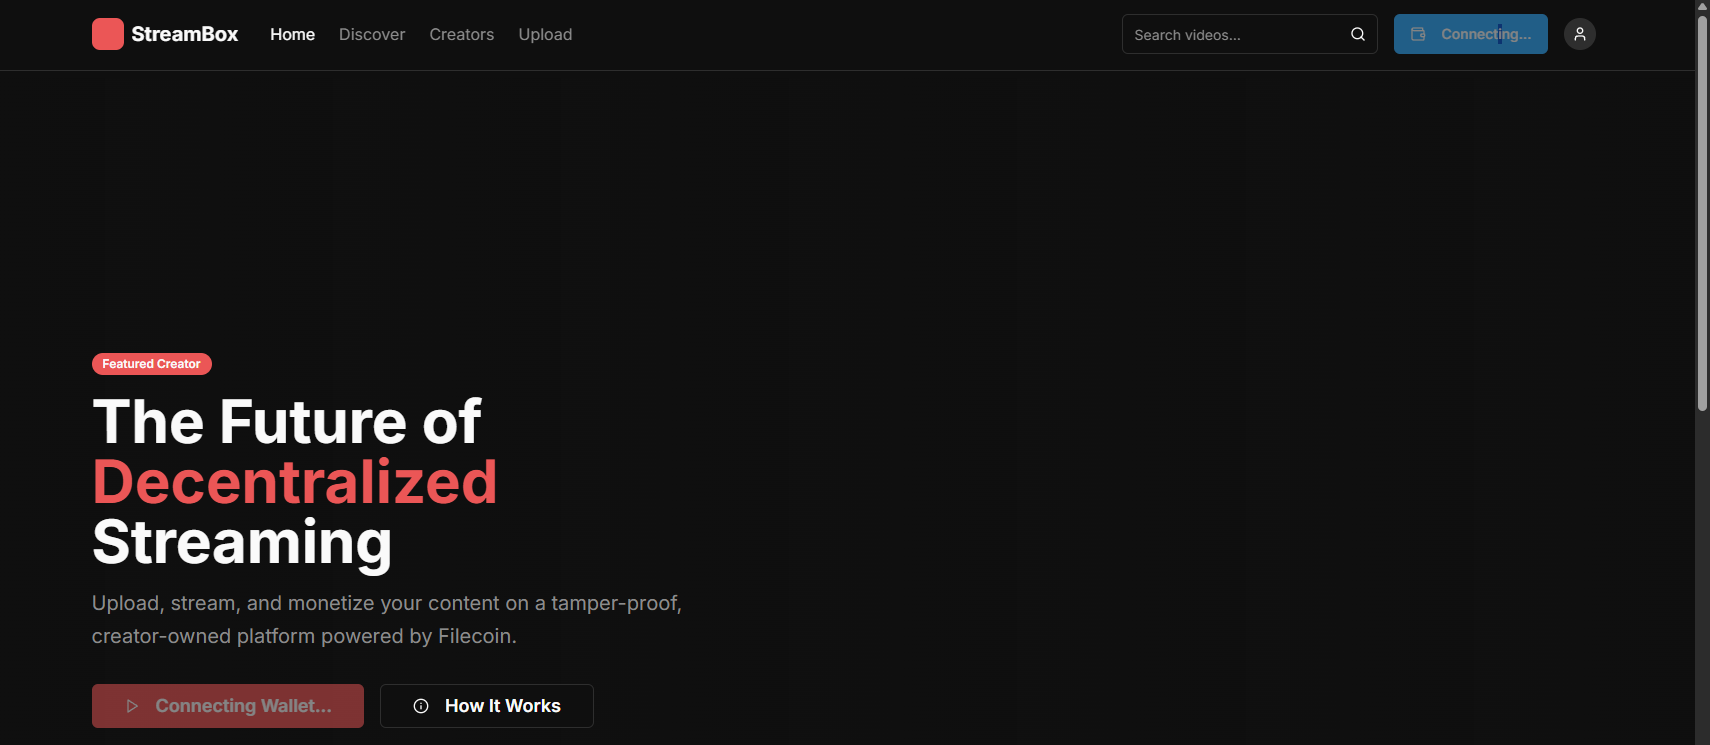 StreamBox
Home
Discover
Creators
Upload
Search videos...
Connecting...
Featured Creator
The Future of
Decentralized
Streaming
Upload, stream, and monetize your content on a tamper-proof,
creator-owned platform powered by Filecoin.
Connecting Wallet...
How It Works